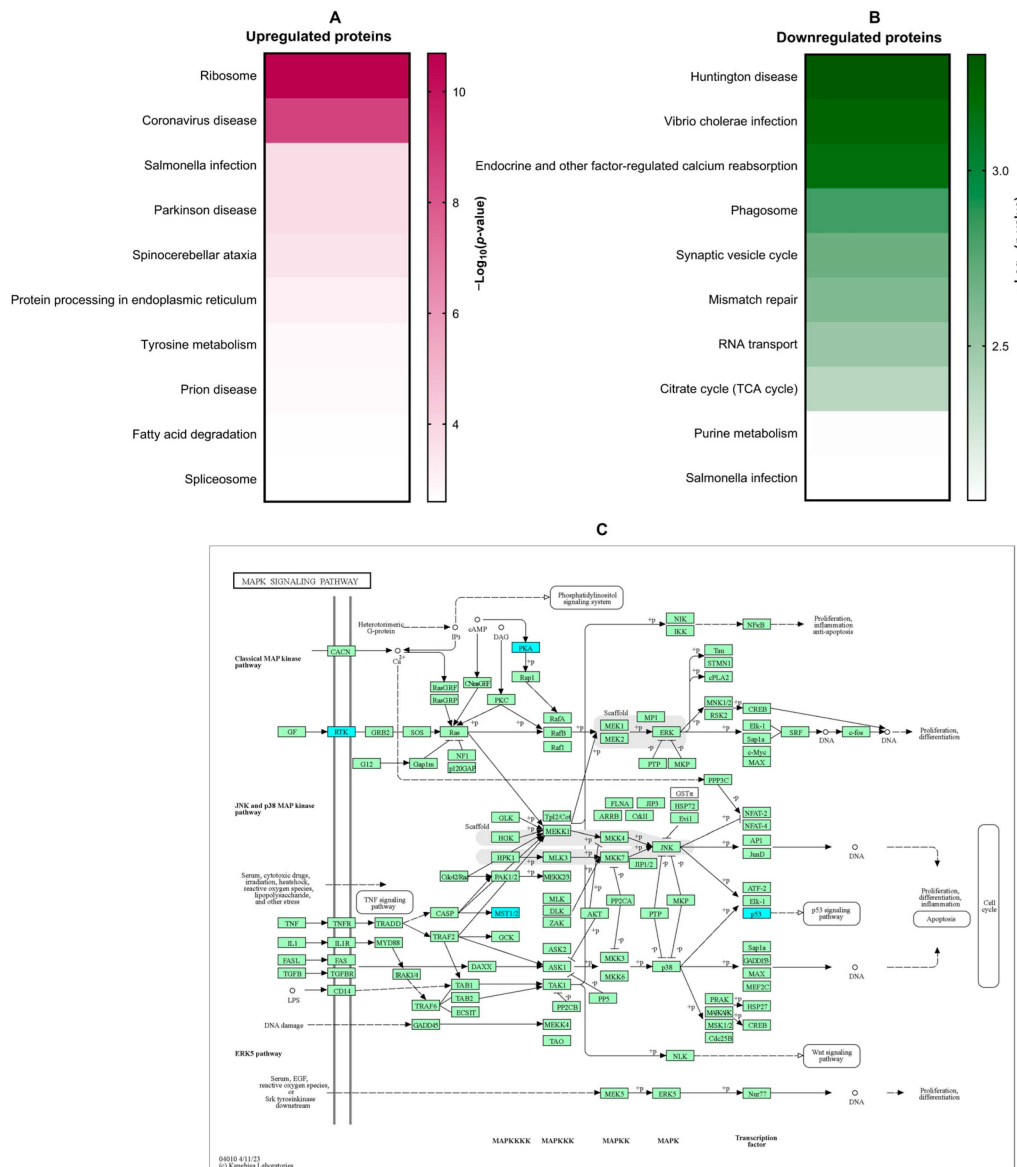 A
Upregulated proteins
Ribosome
Coronavirus disease
Salmonella infection
Parkinson disease
Spinocerebellar ataxia
Protein processing in endoplasmic reticulum
Tyrosine metabolism
Prion disease
Fatty acid degradation
Spliceosome
10
8
6
4
−Log10(p-value)
B
Downregulated proteins
Huntington disease
Vibrio cholerae infection
Endocrine and other factor-regulated calcium reabsorption
Phagosome
Synaptic vesicle cycle
Mismatch repair
RNA transport
Citrate cycle (TCA cycle)
Purine metabolism
Salmonella infection
3.0
2.5
C
MAPK SIGNALING PATHWAY
Phosphatidylinositol
signaling system
Heterotorimeric
G-protein
IP3
cAMP
DAG
PKA
NIK
IKK
NFκB
Proliferation,
inflammation
anti-apoptosis
Classical MAP kinase
pathway
CACN
Ca2+
+p
Rap1
Tau
STMN1
cPLA2
RasGRF
RasGRP
CNrasGEF
PKC
RafA
Scaffold
MNK1/2
RSK2
CREB
GF
RTK
GRB2
SOS
Ras
RafB
Raf1
MEK1
MEK2
MP1
ERK
Elk-1
Sap1a
c-Myc
MAX
SRF
DNA
c-fos
DNA
Proliferation,
differentiation
G12
Gap1m
NF1
p120GAP
PTP
MKP
PPP3C
JNK and p38 MAP kinase
pathway
GSTπ
HSP72
Evi1
FLNA
JIP3
ARRB
CrkII
NFAT-2
NFAT-4
Scaffold
GLK
HGK
HPK1
Tpl2/Cot
MEKK1
MLK3
MKK4
MKK7
JNK
JIP1/2
AP1
JunD
DNA
Cdc42/Rac
PAK1/2
MEKK2/3
Serum, cytotoxic drugs,
irradiation, heatshock,
reactive oxygen species,
lipopolysaccharide,
and other stress
TNF signaling
pathway
CASP
MST1/2
MLK
DLK
ZAK
AKT
PP2CA
PTP
MKP
ATF-2
Elk-1
p53
p53 signaling
pathway
Proliferation,
differentiation,
inflammation
Apoptosis
Cell
cycle
TNF
TNFR
TRADD
TRAF2
GCK
IL1
IL1R
MYD88
ASK2
MKK3
Sap1a
GADD153
MAX
MEF2C
FASL
FAS
DAXX
ASK1
MKK6
p38
DNA
TGFB
TGFBR
IRAK1/4
TAB1
TAB2
ECSIT
TAK1
PP5
PP2CB
LPS
CD14
TRAF6
PRAK
MAPKAPK
MSK1/2
Cdc25B
HSP27
CREB
DNA damage
GADD45
MEKK4
TAO
NLK
Wnt signaling
pathway
ERK5 pathway
Serum, EGF,
reactive oxygen species,
or
Srk tyrosinkinase
downstream
MEK5
+p
ERK5
+p
Nur77
DNA
Proliferation,
differentiation
MAPKKKK
MAPKKK
MAPKK
MAPK
Transcription
factor
04010 4/11/23
(c) Kanehisa Laboratories